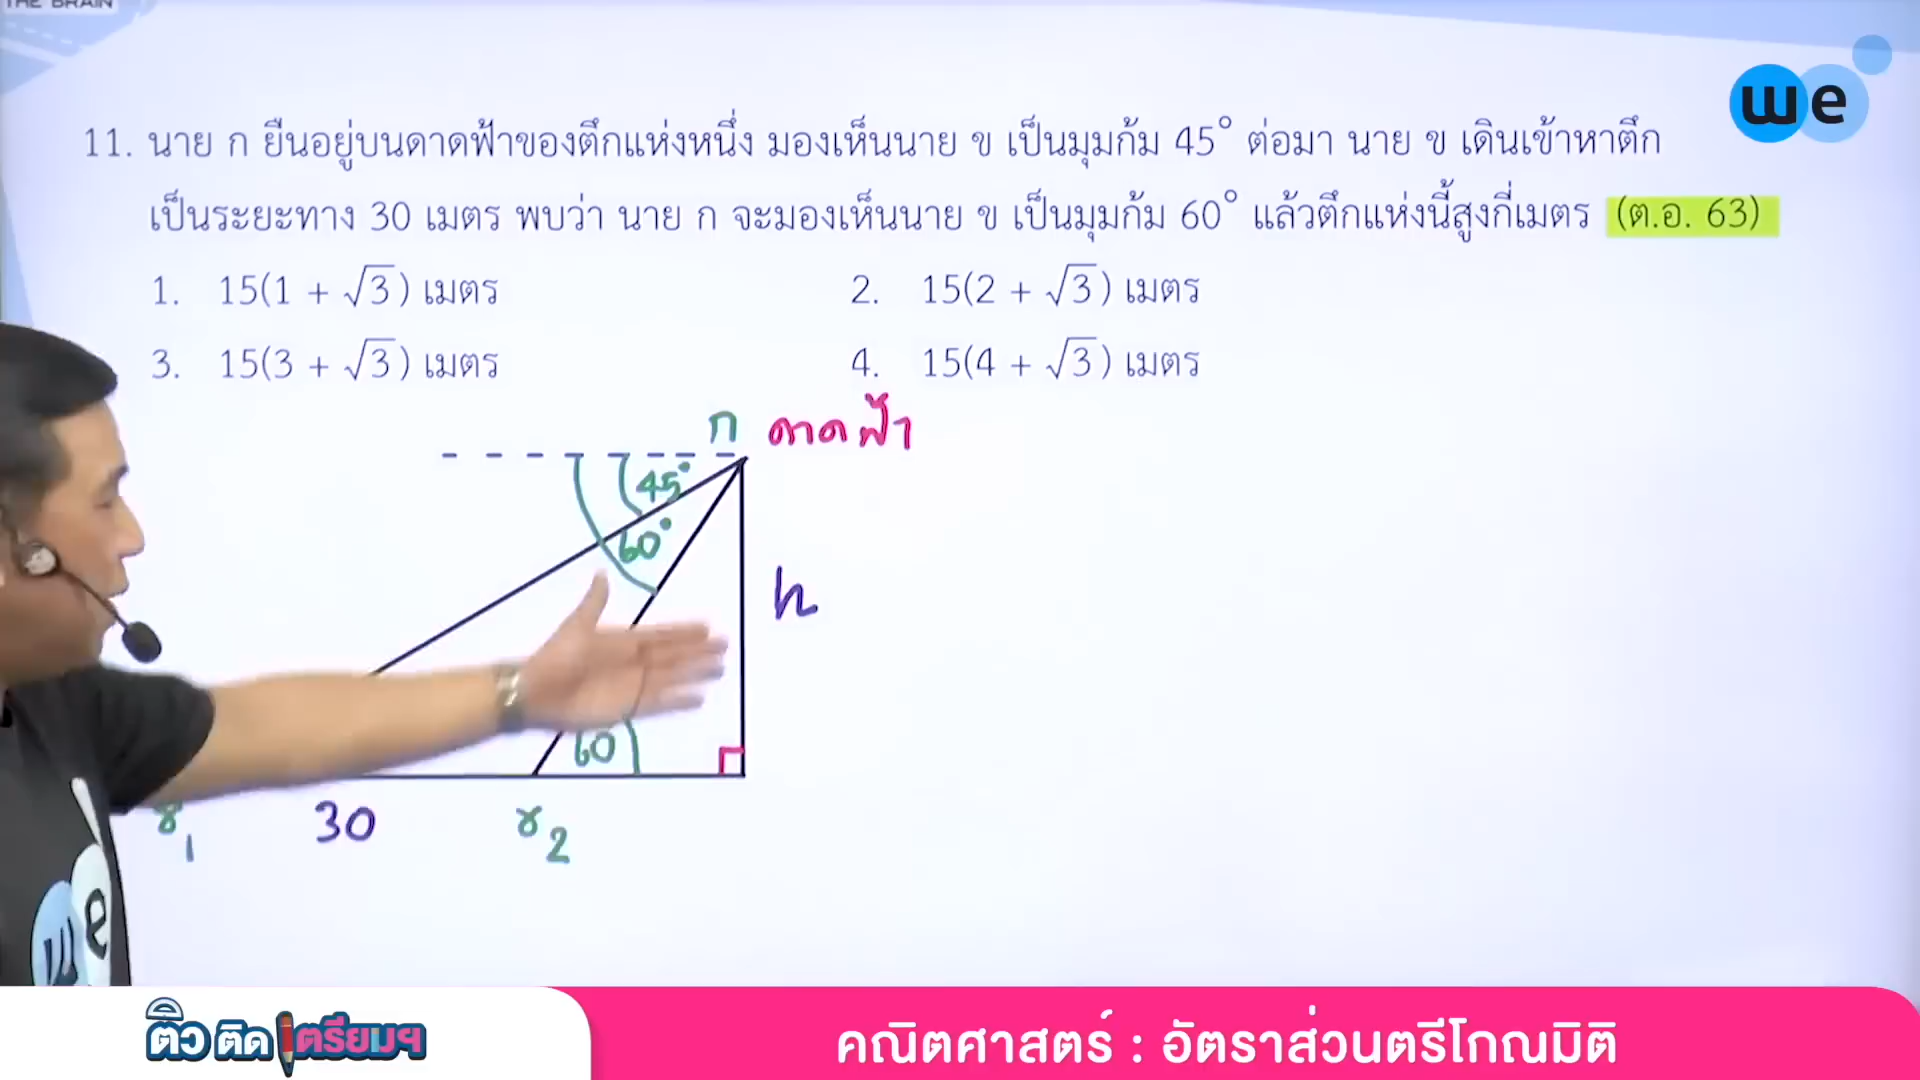 THE BRAIN
we
11. นาย ก ยืนอยู่บนดาดฟ้าของตึกแห่งหนึ่ง มองเห็นนาย ข เป็นมุมก้ม 45° ต่อมา นาย ข เดินเข้าหาตึก
เป็นระยะทาง 30 เมตร พบว่า นาย ก จะมองเห็นนาย ข เป็นมุมก้ม 60° แล้วตึกแห่งนี้สูงกี่เมตร (ต.อ. 63)
1. 15(1 + √3) เมตร 2. 15(2 + √3) เมตร
3. 15(3 + √3) เมตร 4. 15(4 + √3) เมตร
ก ดาดฟ้า
45°
60°
h
60
ข1 30 ข2
we
ติว ติด เตรียมฯ
คณิตศาสตร์ : อัตราส่วนตรีโกณมิติ